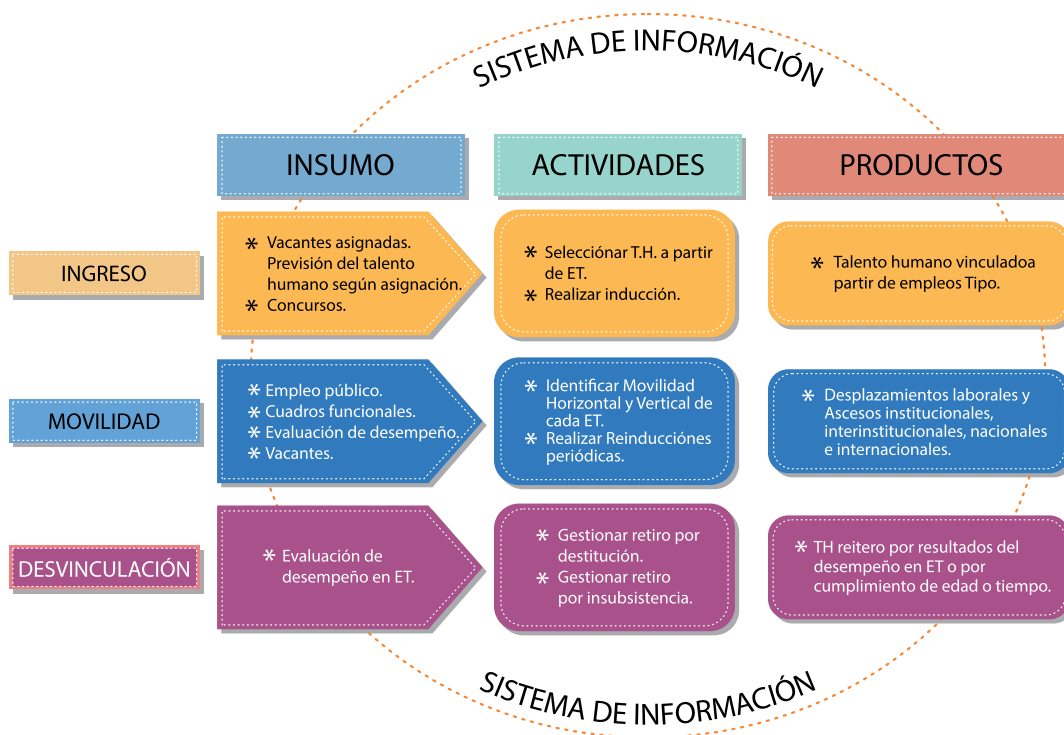 SISTEMA DE INFORMACIÓN
INSUMO
ACTIVIDADES
PRODUCTOS
INGRESO
* Vacantes asignadas.
Previsión del talento
humano según asignación.
* Concursos.
* Selecciónar T.H. a partir
de ET.
* Realizar inducción.
* Talento humano vinculadoa
partir de empleos Tipo.
MOVILIDAD
* Empleo público.
* Cuadros funcionales.
* Evaluación de desempeño.
* Vacantes.
* Identificar Movilidad
Horizontal y Vertical de
cada ET.
* Realizar Reinducciónes
periódicas.
* Desplazamientos laborales y
Ascesos institucionales,
interinstitucionales, nacionales
e internacionales.
DESVINCULACIÓN
* Evaluación de
desempeño en ET.
* Gestionar retiro por
destitución.
* Gestionar retiro
por insubsistencia.
* TH reitero por resultados del
desempeño en ET o por
cumplimiento de edad o tiempo.
SISTEMA DE INFORMACIÓN